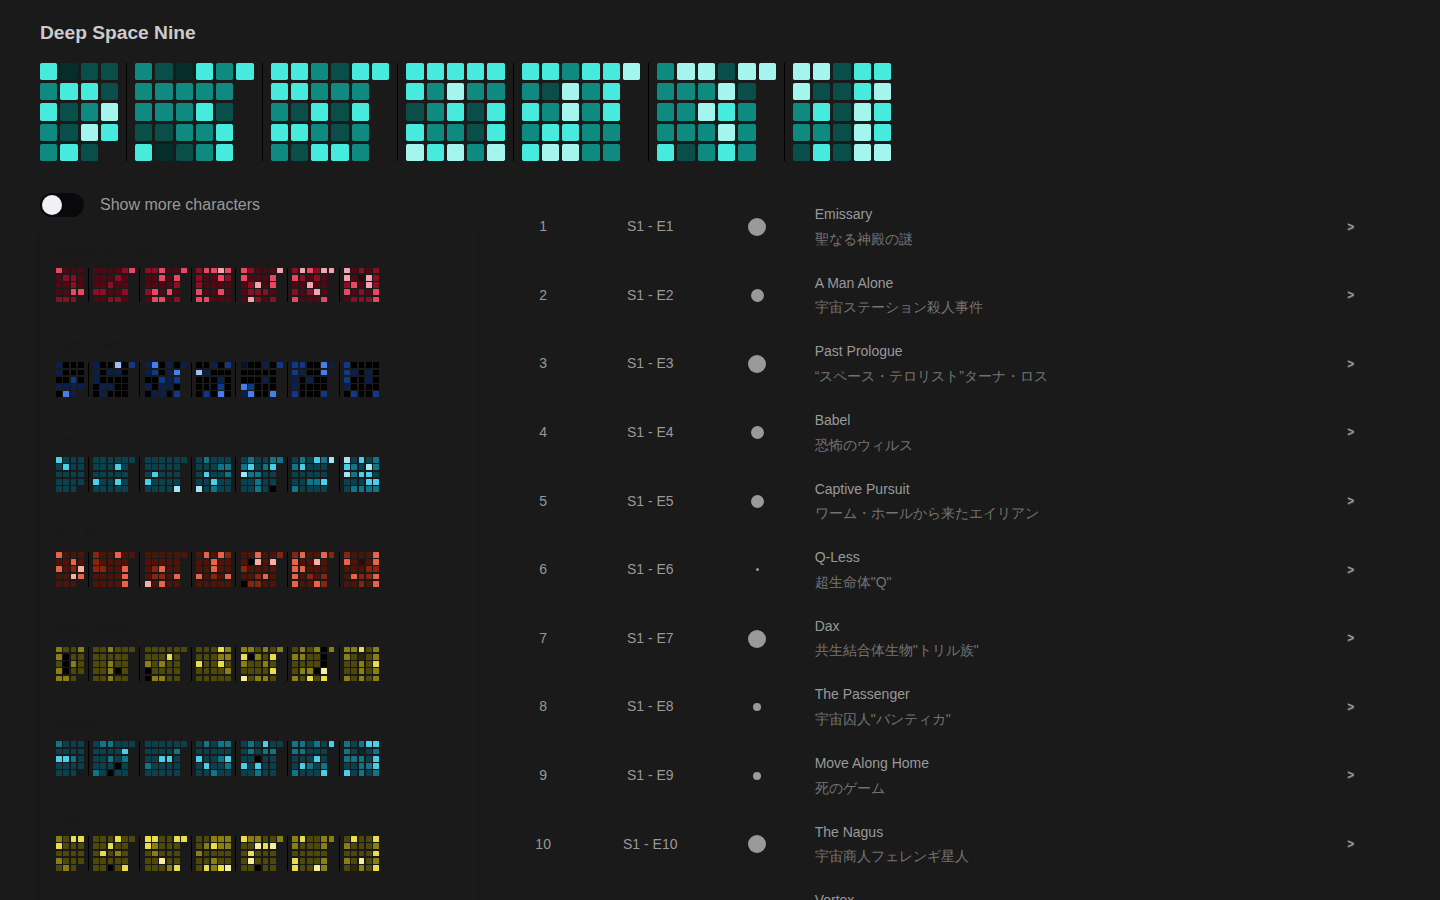 Deep Space Nine
Show more characters
1 S1 - E1 Emissary >
聖なる神殿の謎
2 S1 - E2 A Man Alone >
宇宙ステーション殺人事件
3 S1 - E3 Past Prologue >
“スペース・テロリスト”ターナ・ロス
4 S1 - E4 Babel >
恐怖のウィルス
5 S1 - E5 Captive Pursuit >
ワーム・ホールから来たエイリアン
6 S1 - E6 Q-Less >
超生命体"Q"
7 S1 - E7 Dax >
共生結合体生物"トリル族"
8 S1 - E8 The Passenger >
宇宙囚人"バンティカ"
9 S1 - E9 Move Along Home >
死のゲーム
10 S1 - E10 The Nagus >
宇宙商人フェレンギ星人
Vortex